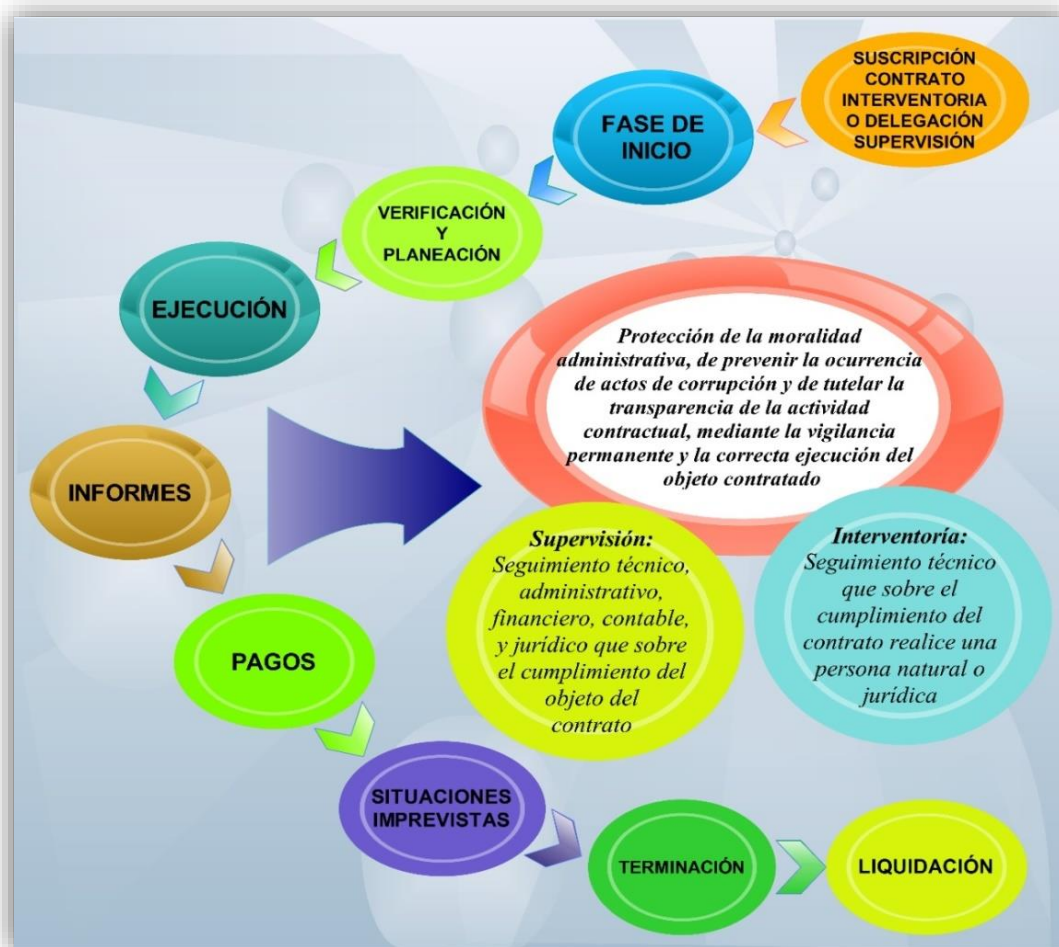 SUSCRIPCIÓN
CONTRATO
INTERVENTORIA
O DELEGACIÓN
SUPERVISIÓN
FASE DE
INICIO
VERIFICACIÓN
Y
PLANEACIÓN
EJECUCIÓN
INFORMES
PAGOS
SITUACIONES
IMPREVISTAS
TERMINACIÓN
LIQUIDACIÓN
Protección de la moralidad
administrativa, de prevenir la ocurrencia
de actos de corrupción y de tutelar la
transparencia de la actividad
contractual, mediante la vigilancia
permanente y la correcta ejecución del
objeto contratado
Supervisión:
Seguimiento técnico,
administrativo,
financiero, contable,
y jurídico que sobre
el cumplimiento del
objeto del
contrato
Interventoría:
Seguimiento técnico
que sobre el
cumplimiento del
contrato realice una
persona natural o
jurídica